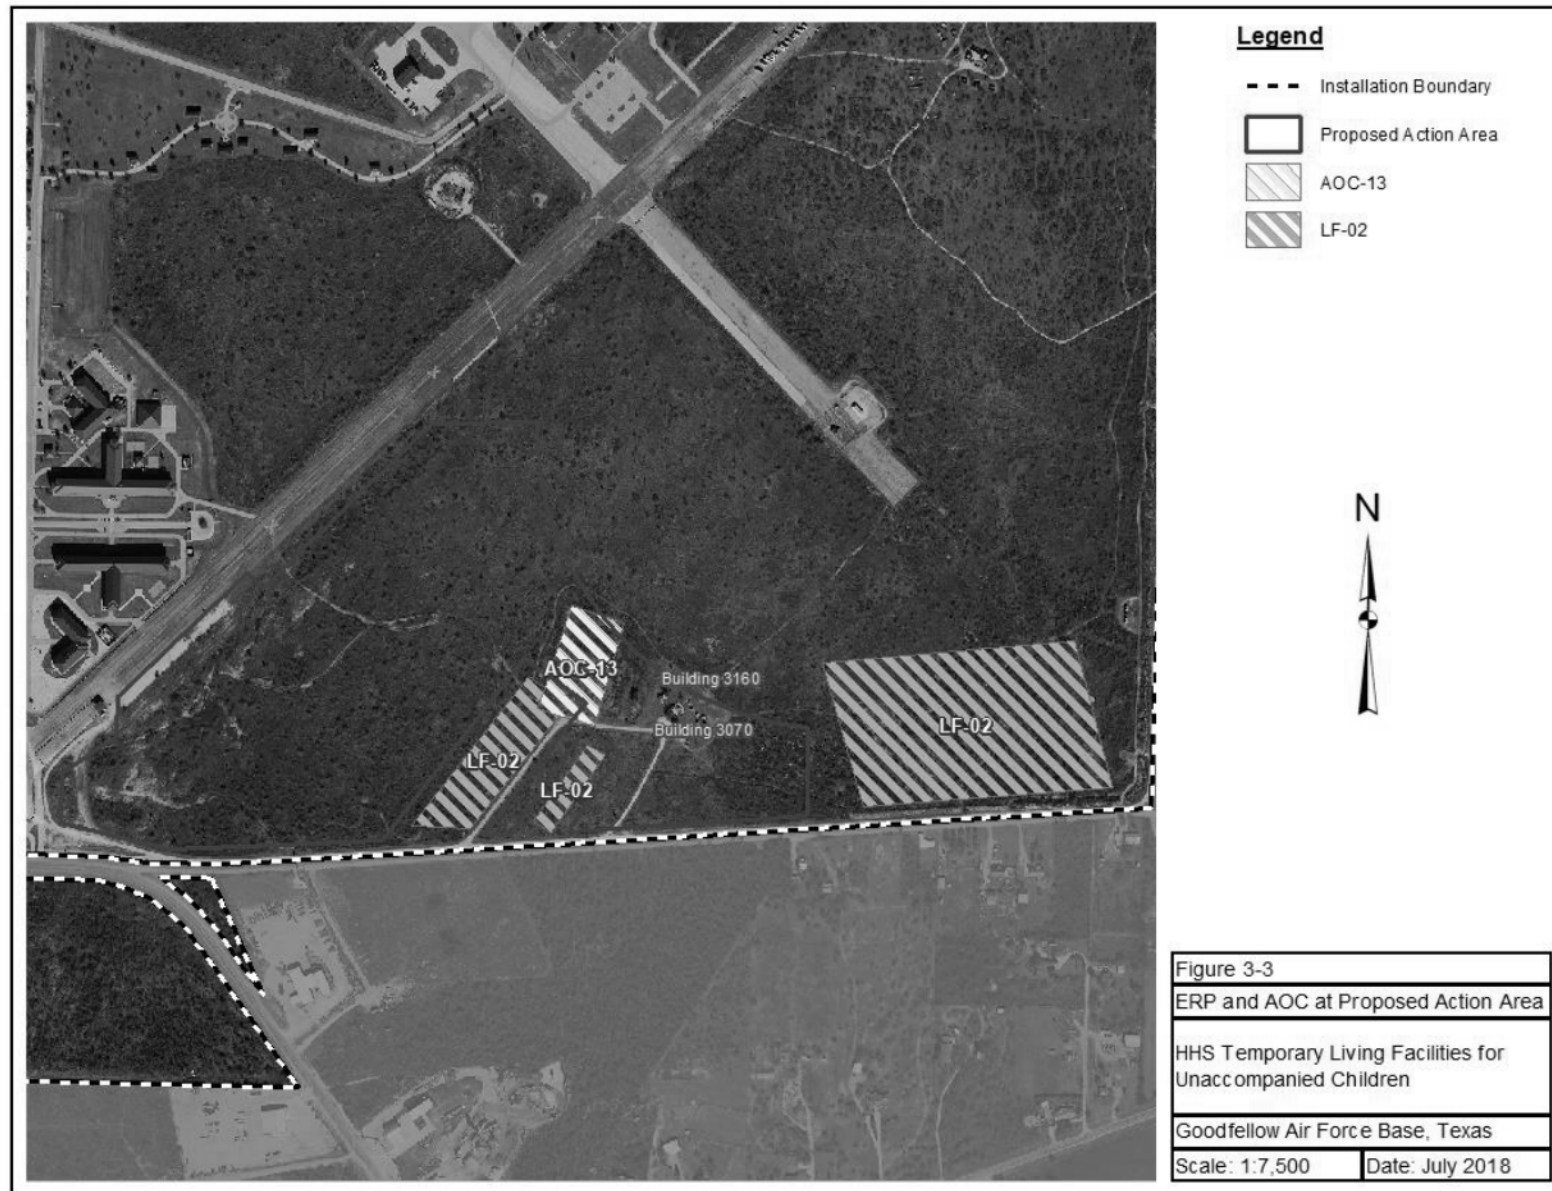 Legend
Installation Boundary
Proposed Action Area
AOC-13
LF-02
N
AOC-13
Building 3160
Building 3070
LF-02
LF-02
LF-02
Figure 3-3
ERP and AOC at Proposed Action Area
HHS Temporary Living Facilities for
Unaccompanied Children
Goodfellow Air Force Base, Texas
Scale: 1:7,500
Date: July 2018